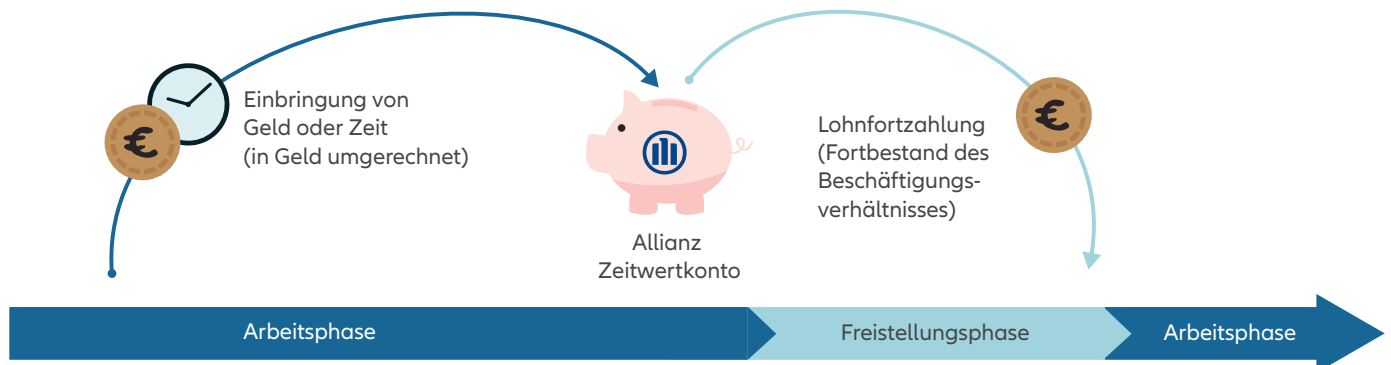 Einbringung von
Geld oder Zeit
(in Geld umgerechnet)
Allianz
Zeitwertkonto
Lohnfortzahlung
(Fortbestand des
Beschäftigungs-
verhältnisses)
€
€
Arbeitsphase
Freistellungsphase
Arbeitsphase